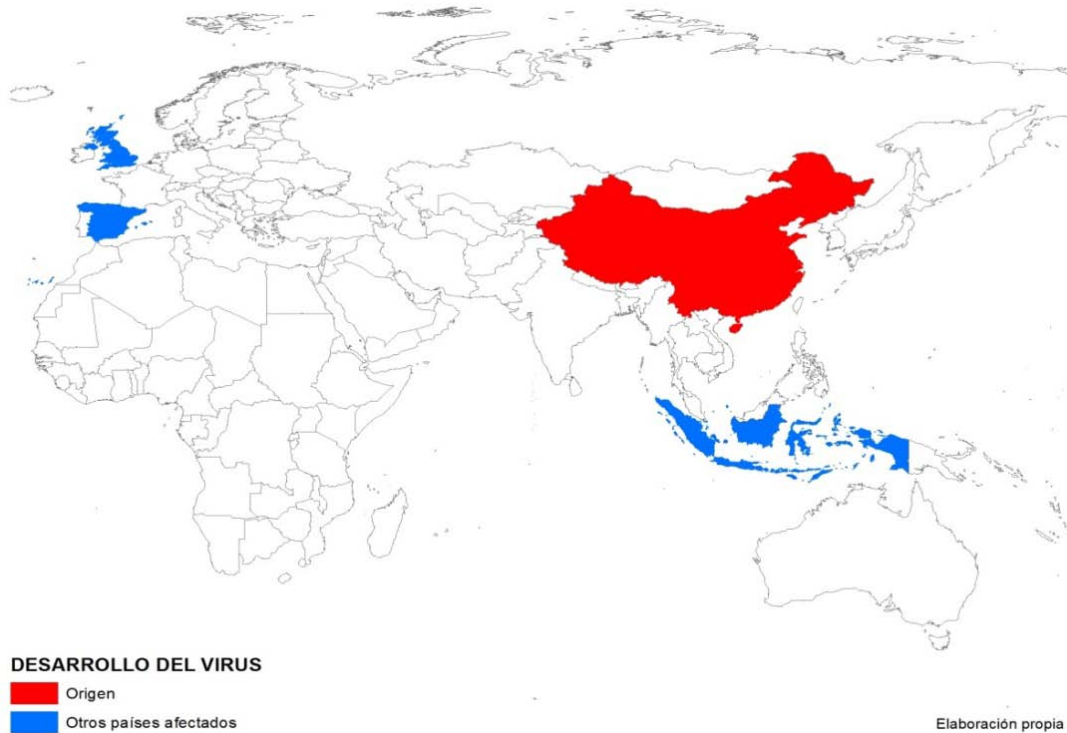 DESARROLLO DEL VIRUS
Origen
Otros países afectados
Elaboración propia